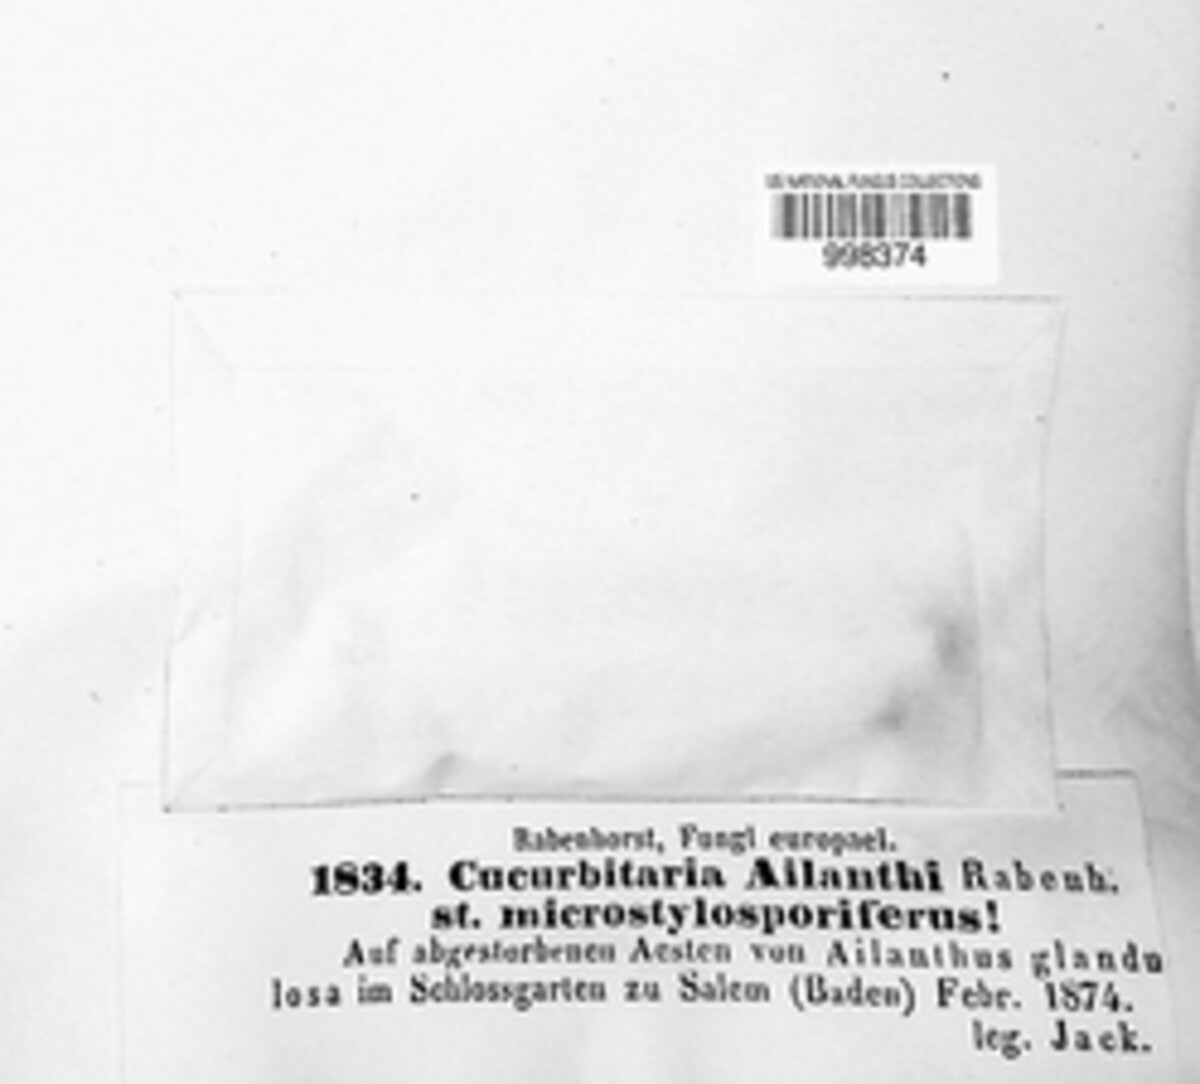 US NATIONAL FUNGUS COLLECTIONS
998374
Rabenhorst, Fungi europaei.
1834. Cucurbitaria Ailanthi Rabenh.
st. microstylosporiferus!
Auf abgestorbenen Aesten von Ailanthus glandu
losa im Schlossgarten zu Salem (Baden) Febr. 1874.
leg. Jack.